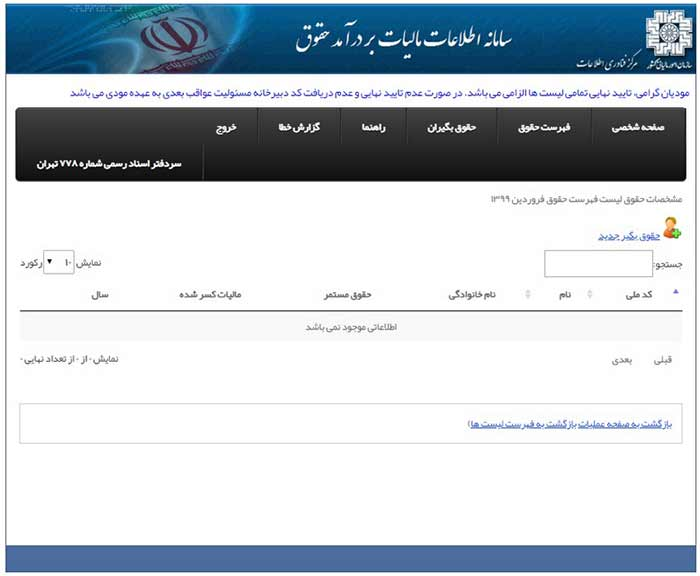 سامانه اطلاعات مالیات بر درآمد حقوق
سازمان امور مالیاتی کشور
مرکز فناوری اطلاعات
مودیان گرامی، تایید نهایی تمامی لیست ها الزامی می باشد. در صورت عدم تایید نهایی و عدم دریافت کد دبیرخانه مسئولیت عواقب بعدی به عهده مودی می باشد
صفحه شخصی فهرست حقوق حقوق بگیران راهنما گزارش خطا خروج
سردفتر اسناد رسمی شماره ۷۷۸ تهران
مشخصات حقوق لیست فهرست حقوق فروردین ۱۳۹۹
حقوق بگیر جدید
جستجو: نمایش ۱۰ رکورد
کد ملی نام نام خانوادگی حقوق مستمر مالیات کسر شده سال
اطلاعاتی موجود نمی باشد
قبلی بعدی نمایش ۰ از ۰ از تعداد نهایی ۰
بازگشت به صفحه عملیات بازگشت به فهرست لیست ها)